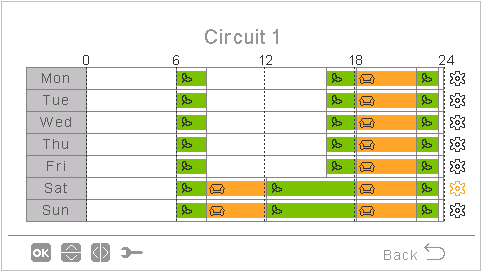 Circuit 1
0 6 12 18 24
Mon
Tue
Wed
Thu
Fri
Sat
Sun
OK Back